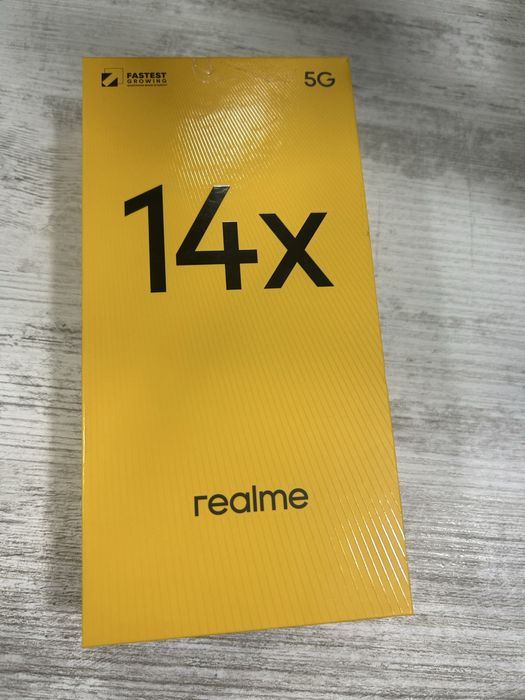 FASTEST
GROWING
5G
14x
realme